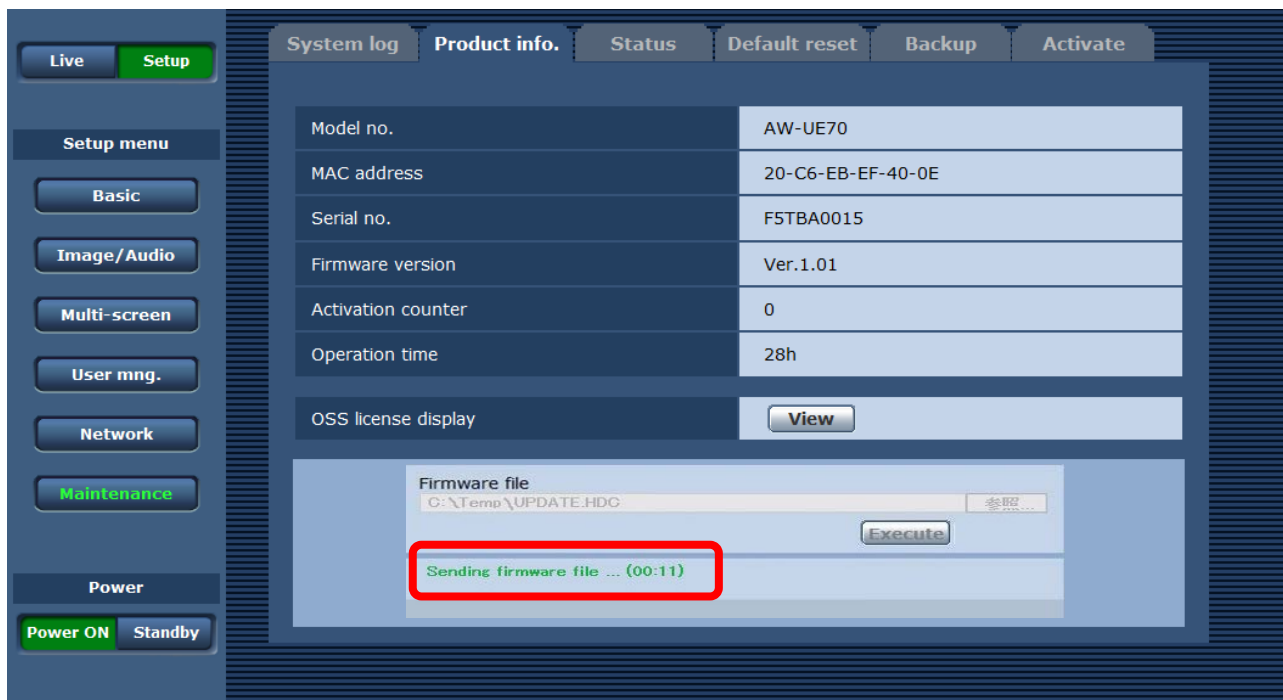 Live Setup
Setup menu
Basic
Image/Audio
Multi-screen
User mng.
Network
Maintenance
Power
Power ON Standby
System log Product info. Status Default reset Backup Activate
Model no. AW-UE70
MAC address 20-C6-EB-EF-40-0E
Serial no. F5TBA0015
Firmware version Ver.1.01
Activation counter 0
Operation time 28h
OSS license display View
Firmware file
C:\Temp\UPDATE.HDC 参照...
Execute
Sending firmware file ... (00:11)